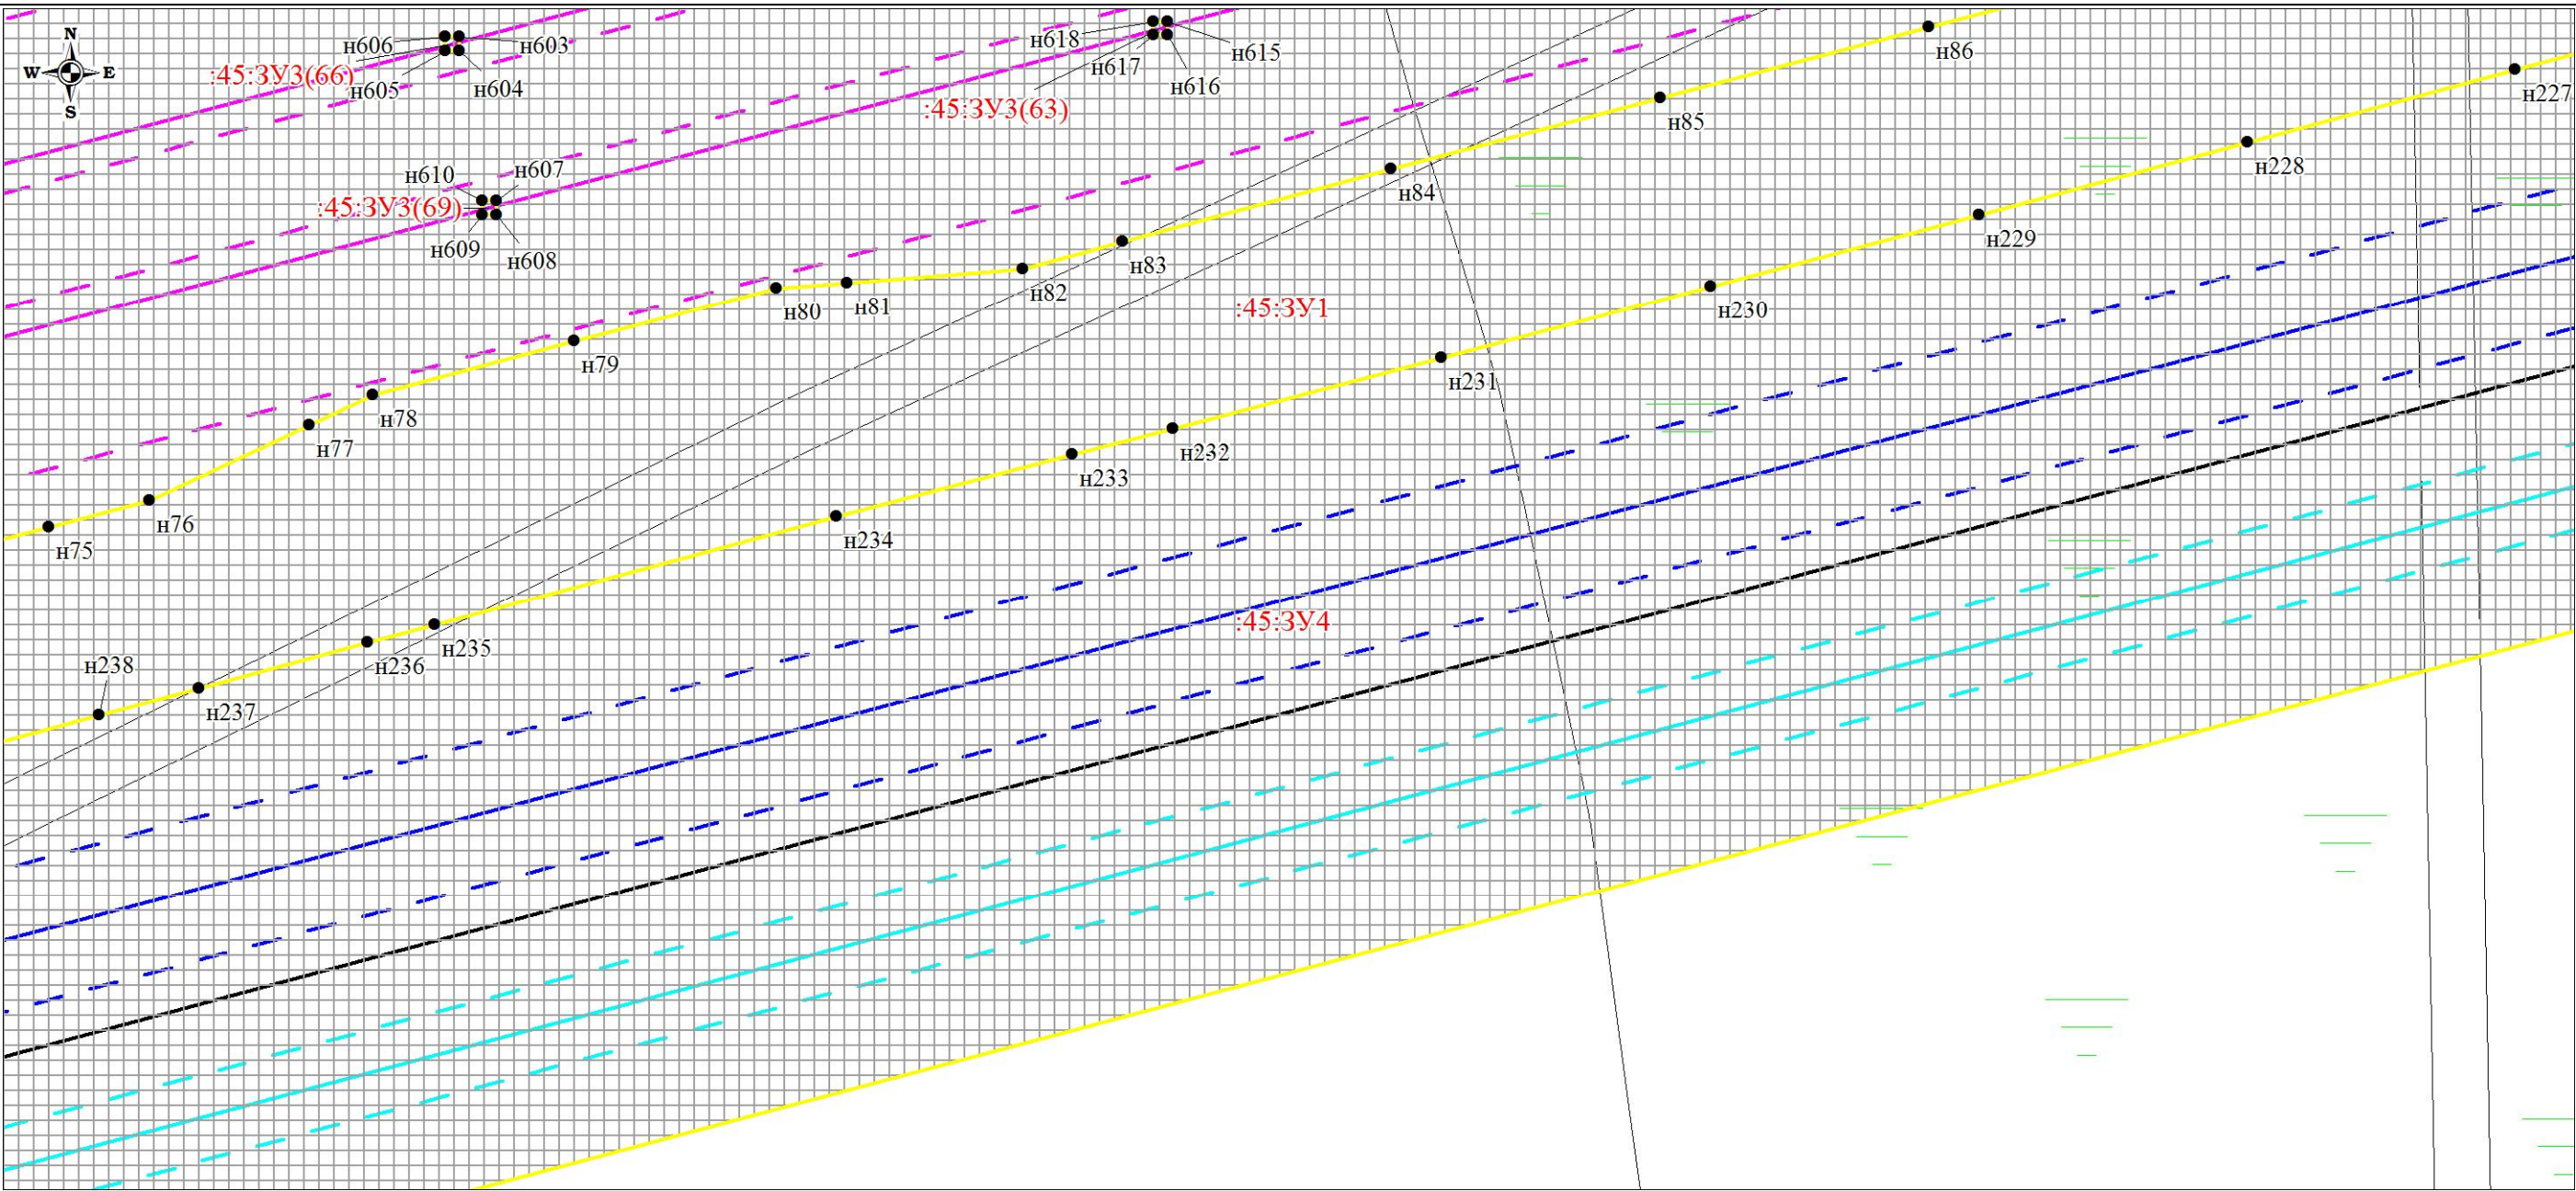 N
W E
S
н606 н603
:45:ЗУ3(66)
н605 н604
н618 н615
н617 н616
:45:ЗУ3(63)
н86
н227
н85
н228
н610 н607
:45:ЗУ3(69)
н609 н608
н84
н229
н83
н82
н81
н80
:45:ЗУ1
н230
н79
н231
н78
н77
н232
н233
н76
н75
н234
:45:ЗУ4
н235
н236
н238
н237